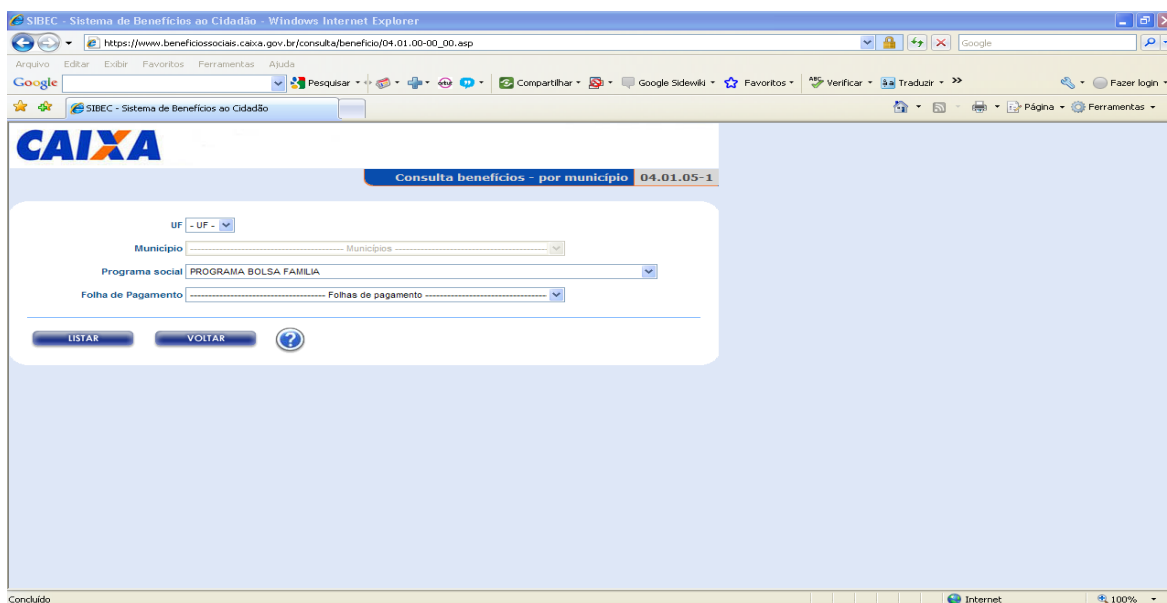 SIBEC - Sistema de Benefícios ao Cidadão - Windows Internet Explorer
https://www.beneficiossociais.caixa.gov.br/consulta/beneficio/04.01.00-00_00.asp
Google
Arquivo Editar Exibir Favoritos Ferramentas Ajuda
Google Pesquisar Compartilhar Google Sidewiki Favoritos Verificar Traduzir Fazer login
SIBEC - Sistema de Benefícios ao Cidadão Página Ferramentas
CAIXA
Consulta benefícios - por município 04.01.05-1
UF - UF -
Município ---------- Municípios ----------
Programa social PROGRAMA BOLSA FAMILIA
Folha de Pagamento ---------- Folhas de pagamento ----------
LISTAR VOLTAR ?
Concluído Internet 100%